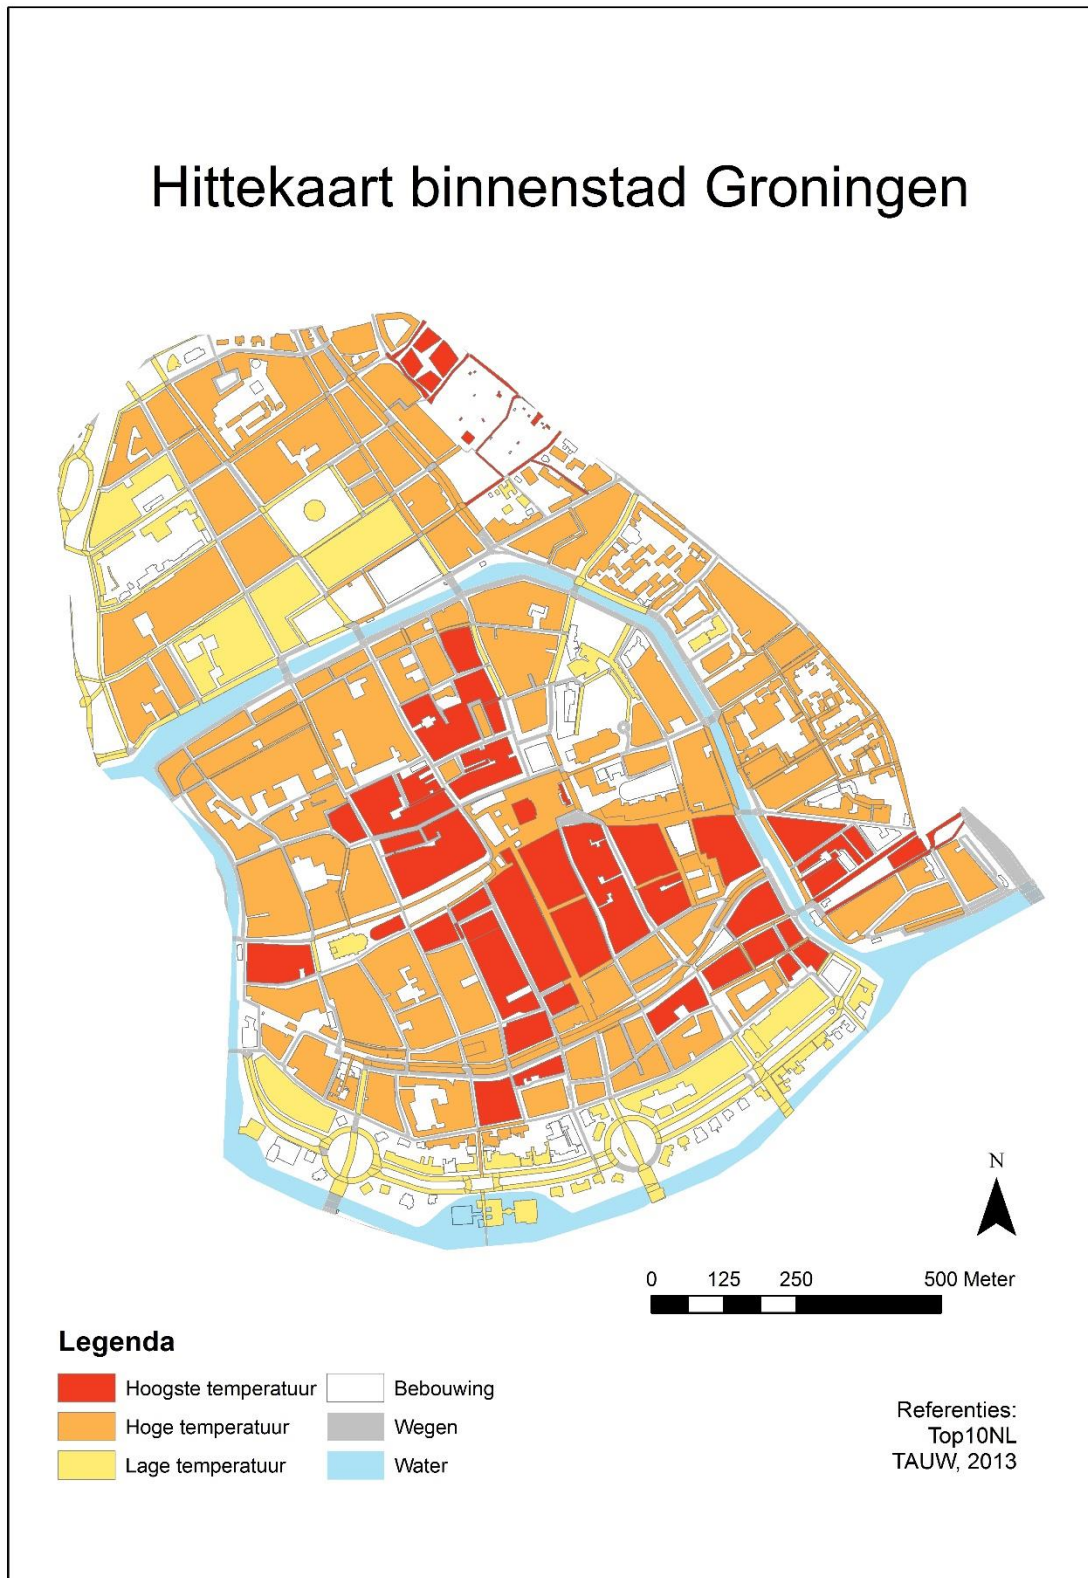 Hittekaart binnenstad Groningen
N
0 125 250 500 Meter
Legenda
Hoogste temperatuur
Hoge temperatuur
Lage temperatuur
Bebouwing
Wegen
Water
Referenties:
Top10NL
TAUW, 2013